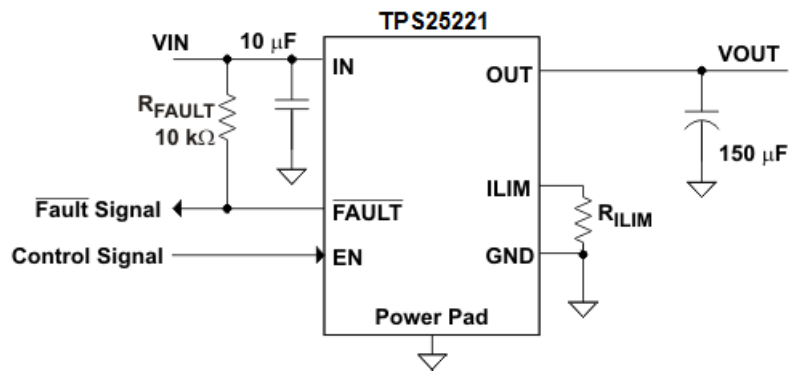 TPS25221
VIN
10 μF
IN
OUT
VOUT
RFAULT
10 kΩ
150 μF
ILIM
RILIM
Fault Signal
FAULT
Control Signal
EN
GND
Power Pad